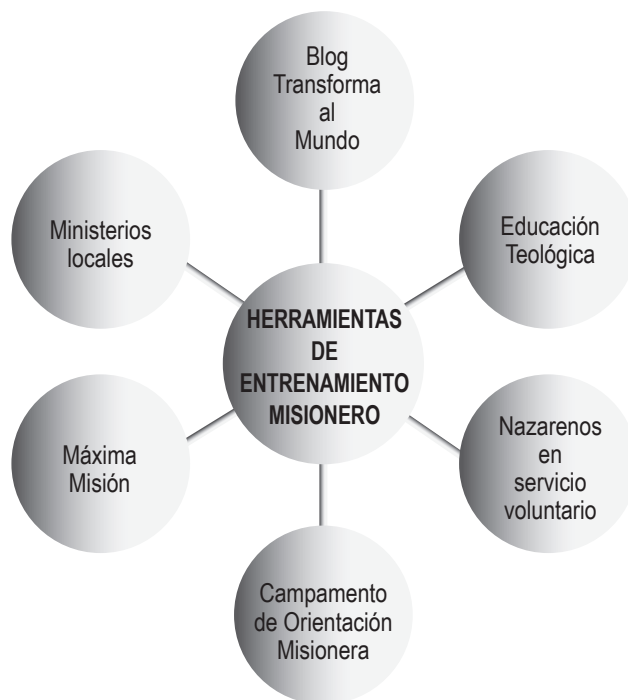 Blog
Transforma
al
Mundo
Ministerios
locales
Educación
Teológica
HERRAMIENTAS
DE
ENTRENAMIENTO
MISIONERO
Máxima
Misión
Nazarenos
en
servicio
voluntario
Campamento
de Orientación
Misionera